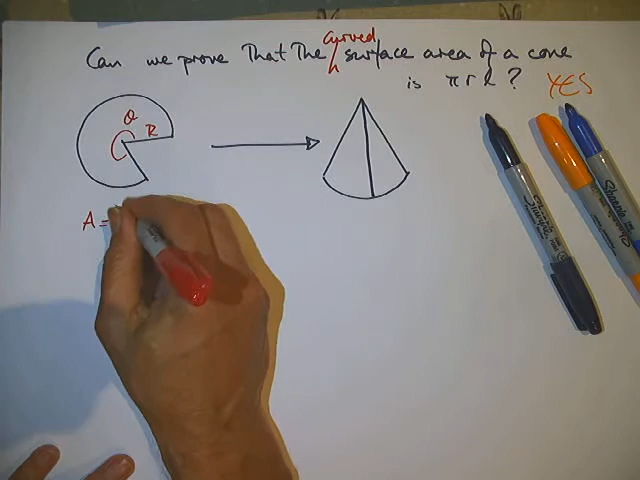 Can we prove That The curved surface area of a cone
is π r l ? YES
θ
R
A =
Sharpie
Sharpie